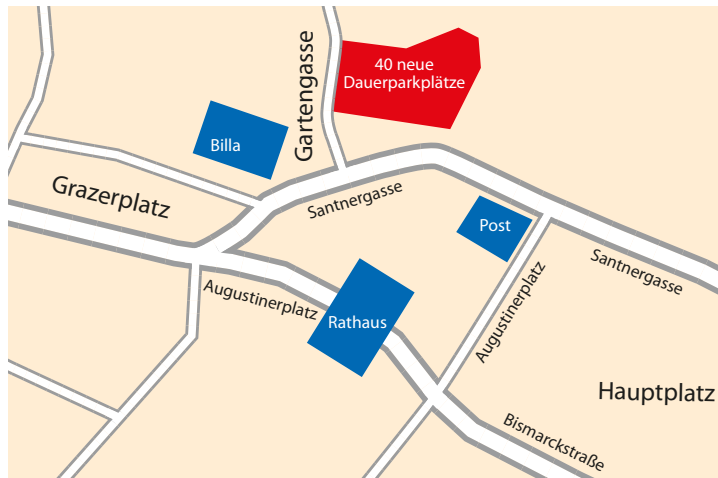 40 neue
Dauerparkplätze
Gartengasse
Billa
Grazerplatz
Santnergasse
Post
Santnergasse
Augustinerplatz
Augustinerplatz
Rathaus
Hauptplatz
Bismarckstraße